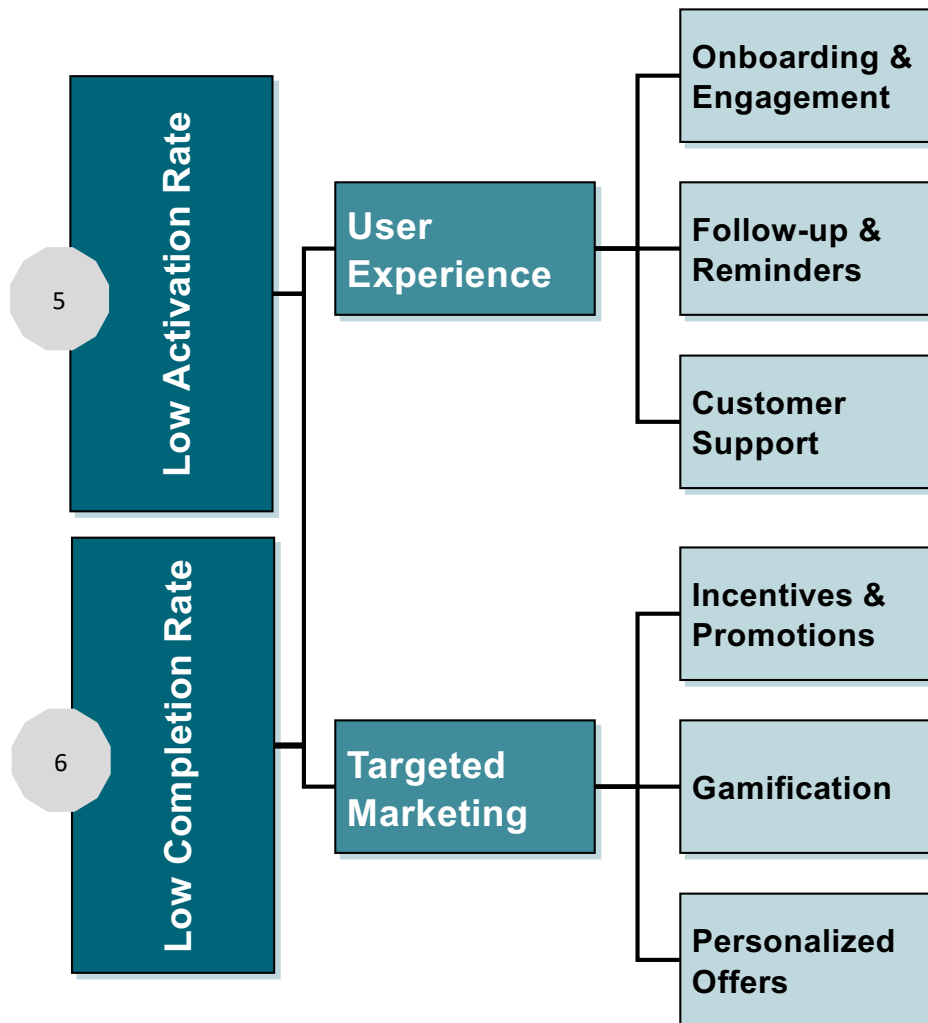 5
Low Activation Rate
6
Low Completion Rate
User
Experience
Targeted
Marketing
Onboarding &
Engagement
Follow-up &
Reminders
Customer
Support
Incentives &
Promotions
Gamification
Personalized
Offers